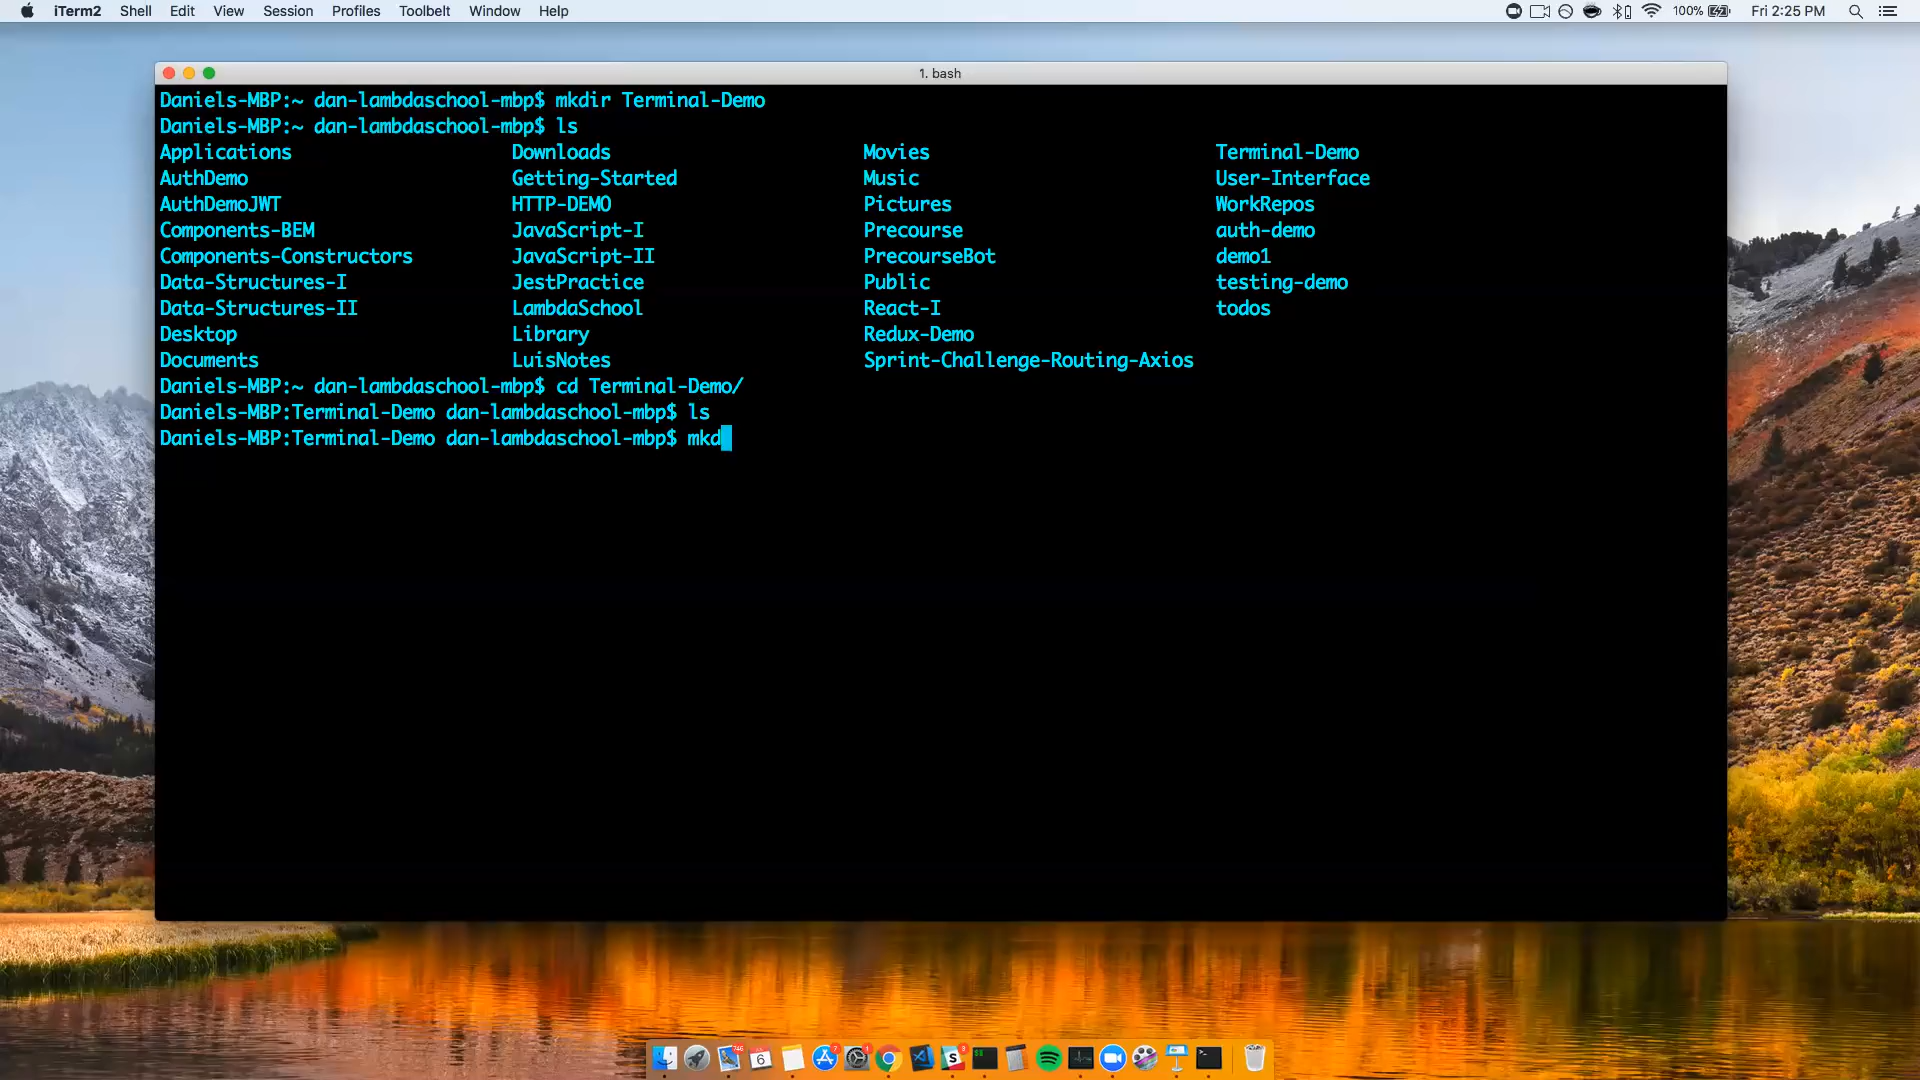 iTerm2 Shell Edit View Session Profiles Toolbelt Window Help 100% Fri 2:25 PM
1. bash
Daniels-MBP:~ dan-lambdaschool-mbp$ mkdir Terminal-Demo
Daniels-MBP:~ dan-lambdaschool-mbp$ ls
Applications Downloads Movies Terminal-Demo
AuthDemo Getting-Started Music User-Interface
AuthDemoJWT HTTP-DEMO Pictures WorkRepos
Components-BEM JavaScript-I Precourse auth-demo
Components-Constructors JavaScript-II PrecourseBot demo1
Data-Structures-I JestPractice Public testing-demo
Data-Structures-II LambdaSchool React-I todos
Desktop Library Redux-Demo
Documents LuisNotes Sprint-Challenge-Routing-Axios
Daniels-MBP:~ dan-lambdaschool-mbp$ cd Terminal-Demo/
Daniels-MBP:Terminal-Demo dan-lambdaschool-mbp$ ls
Daniels-MBP:Terminal-Demo dan-lambdaschool-mbp$ mkd
6